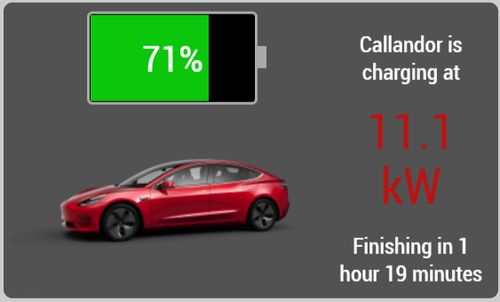 71%
Callandor is
charging at
11.1
kW
Finishing in 1
hour 19 minutes